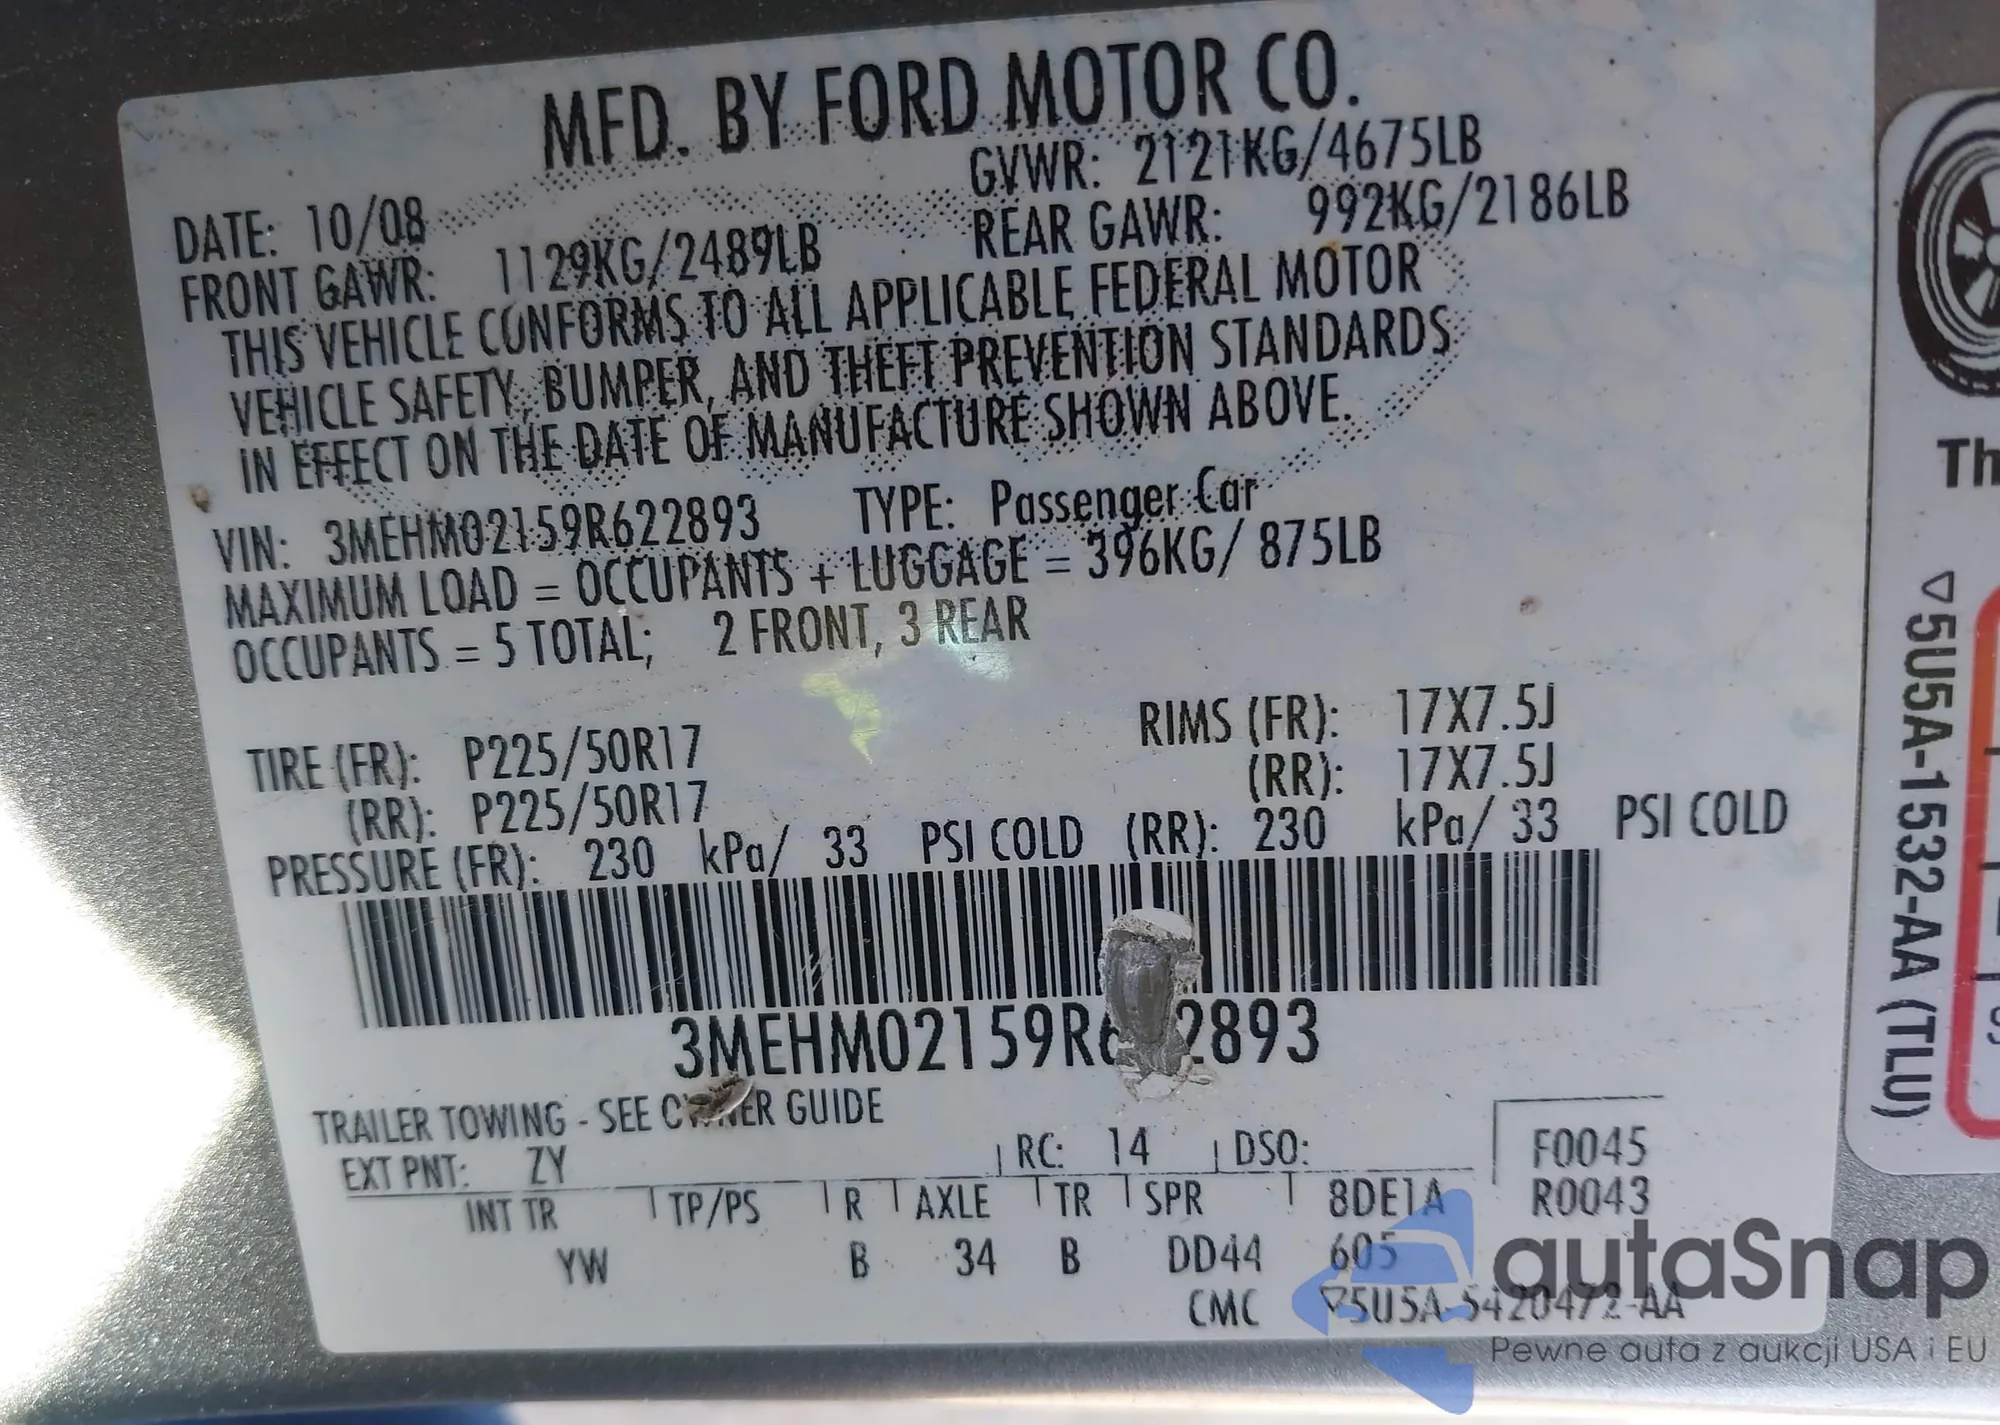 MFD. BY FORD MOTOR CO.
DATE: 10/08 GVWR: 2121KG/4675LB
FRONT GAWR: 1129KG/2489LB REAR GAWR: 992KG/2186LB
THIS VEHICLE CONFORMS TO ALL APPLICABLE FEDERAL MOTOR
VEHICLE SAFETY, BUMPER, AND THEFT PREVENTION STANDARDS
IN EFFECT ON THE DATE OF MANUFACTURE SHOWN ABOVE.
VIN: 3MEHM02159R622893 TYPE: Passenger Car
MAXIMUM LOAD = OCCUPANTS + LUGGAGE = 396KG/ 875LB
OCCUPANTS = 5 TOTAL; 2 FRONT, 3 REAR
TIRE (FR): P225/50R17 RIMS (FR): 17X7.5J
(RR): P225/50R17 (RR): 17X7.5J
PRESSURE (FR): 230 kPa/ 33 PSI COLD (RR): 230 kPa/ 33 PSI COLD
TRAILER TOWING - SEE OWNER GUIDE
EXT PNT: ZY RC: 14 DSO: F0045
INT TR TP/PS R AXLE TR SPR 8DE1A R0043
YW B 34 B DD44 605
CMC ▽5U5A-5420472-AA
Th
▽5U5A-1532-AA (TLU)
autaSnap
Pewne auta z aukcji USA i EU